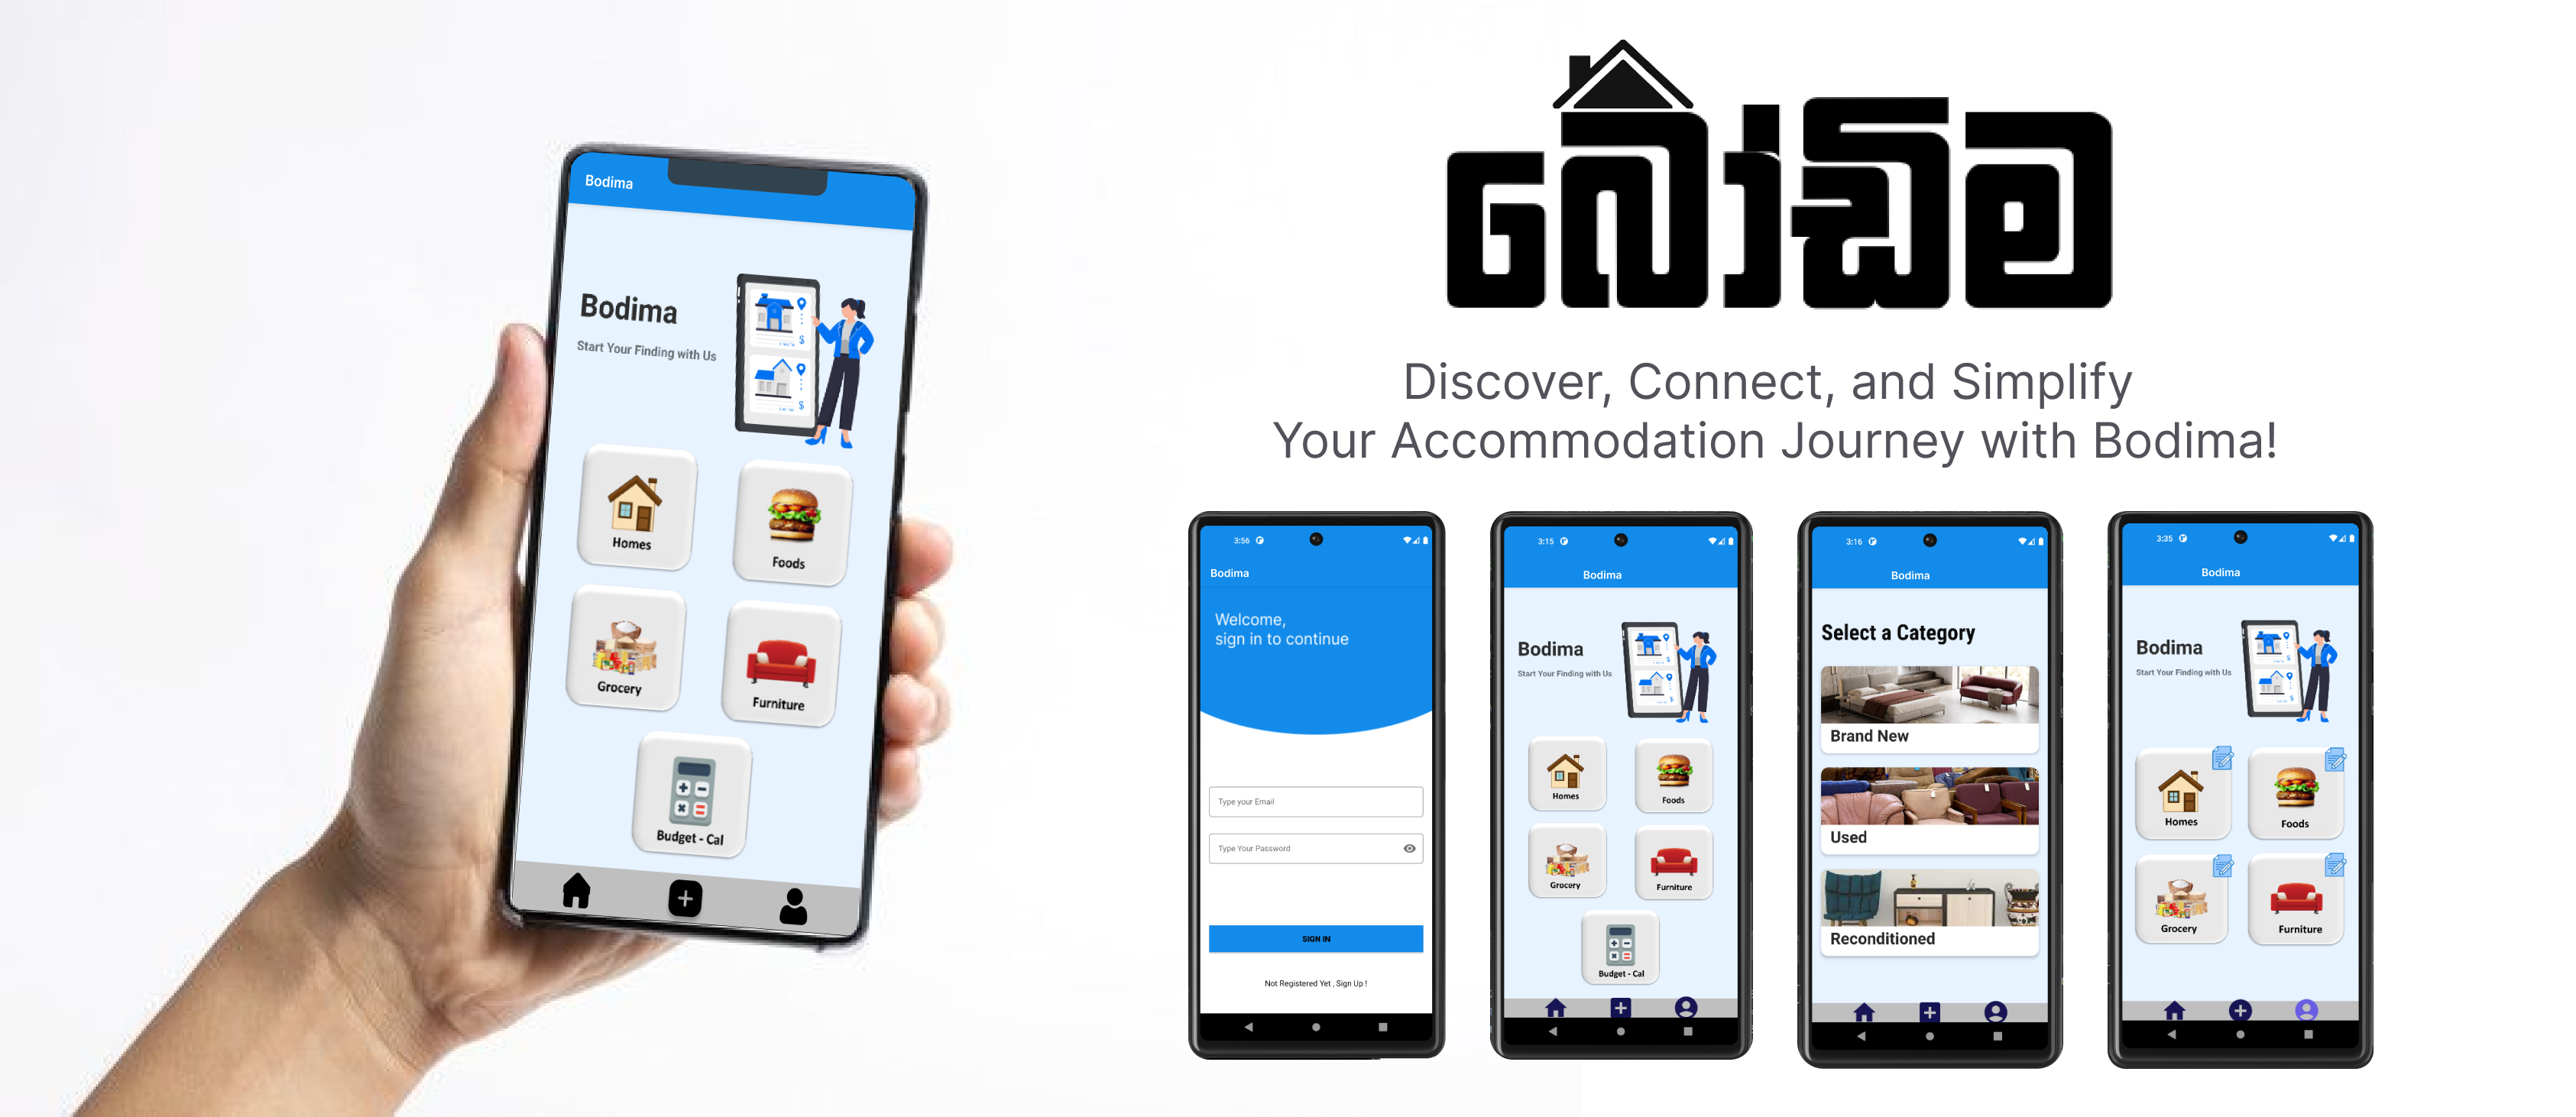 Bodima
Bodima
Start Your Finding with Us
Homes
Foods
Grocery
Furniture
Budget - Cal
බෝඩිම
Discover, Connect, and Simplify
Your Accommodation Journey with Bodima!
3:56
Bodima
Welcome,
sign in to continue
Type your Email
Type Your Password
SIGN IN
Not Registered Yet , Sign Up !
3:15
Bodima
Bodima
Start Your Finding with Us
Homes
Foods
Grocery
Furniture
Budget - Cal
3:16
Bodima
Select a Category
Brand New
Used
Reconditioned
3:35
Bodima
Bodima
Start Your Finding with Us
Homes
Foods
Grocery
Furniture